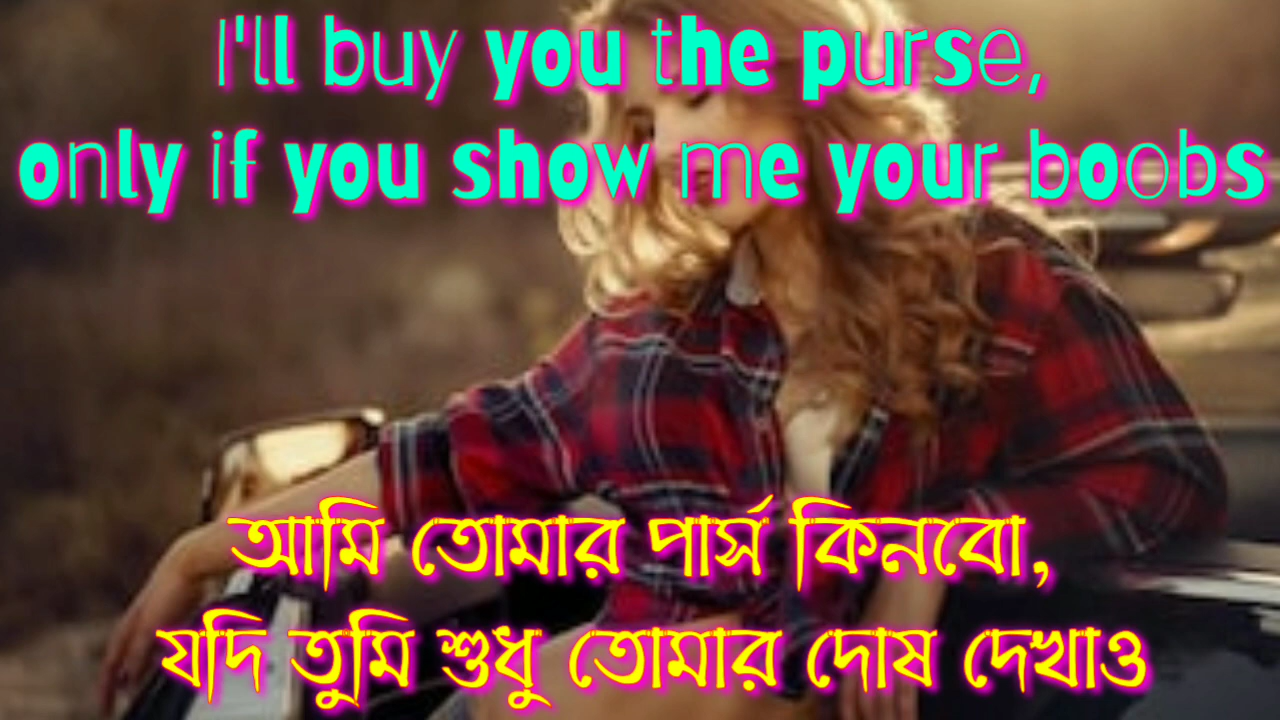 I'll buy you the purse,
only if you show me your boobs
আমি তোমার পার্স কিনবো,
যদি তুমি শুধু তোমার দোষ দেখাও